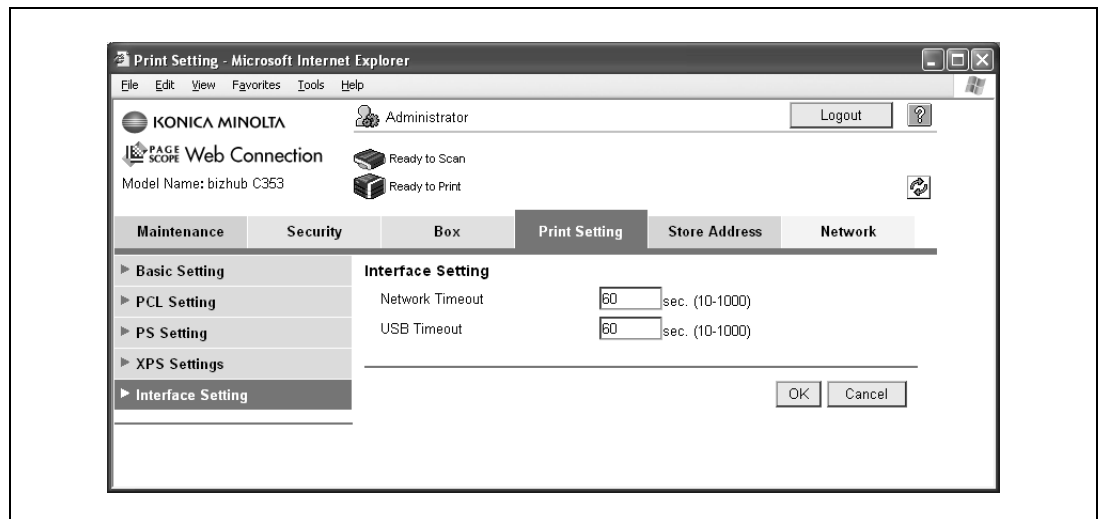 Print Setting - Microsoft Internet Explorer
File Edit View Favorites Tools Help
KONICA MINOLTA
Administrator
Logout
?
PAGE SCOPE Web Connection
Ready to Scan
Model Name: bizhub C353
Ready to Print
Maintenance Security Box Print Setting Store Address Network
Basic Setting
Interface Setting
PCL Setting
Network Timeout 60 sec. (10-1000)
PS Setting
USB Timeout 60 sec. (10-1000)
XPS Settings
Interface Setting
OK Cancel